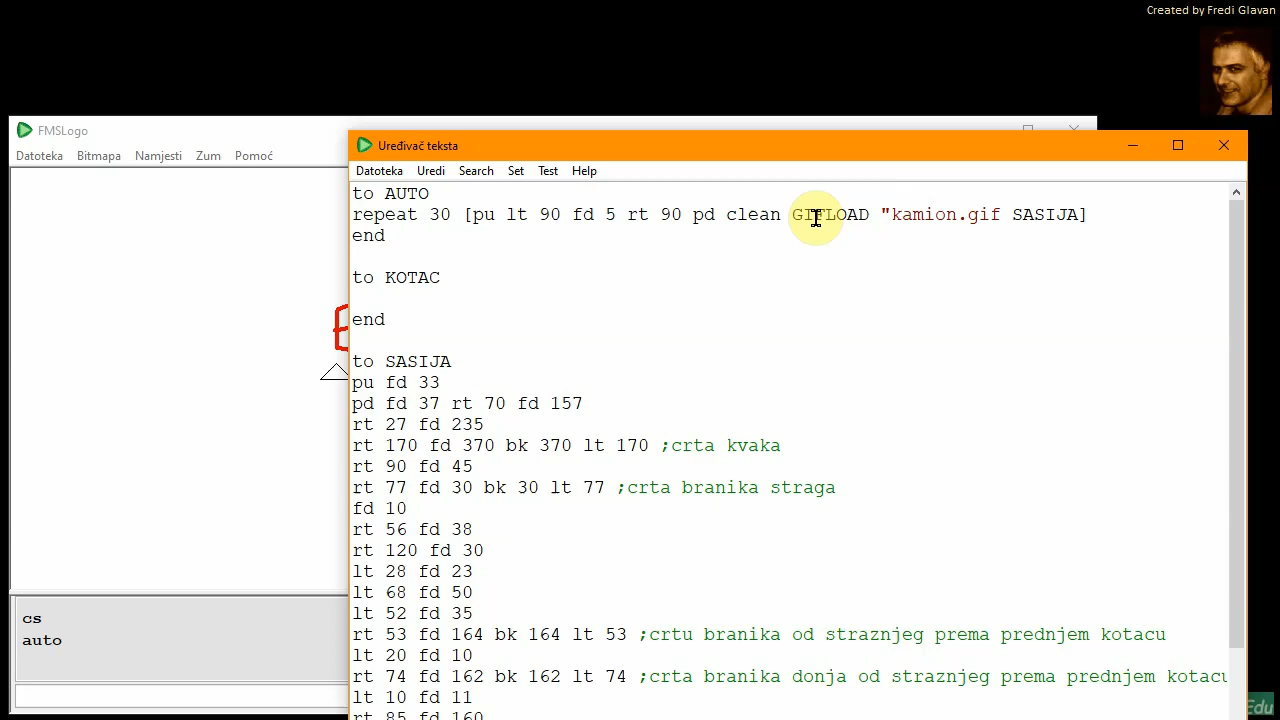 Created by Fredi Glavan
FMSLogo
Datoteka Bitmapa Namjesti Zum Pomoć
Uređivač teksta
Datoteka Uredi Search Set Test Help
to AUTO
repeat 30 [pu lt 90 fd 5 rt 90 pd clean GIFLOAD "kamion.gif SASIJA]
end
to KOTAC
end
to SASIJA
pu fd 33
pd fd 37 rt 70 fd 157
rt 27 fd 235
rt 170 fd 370 bk 370 lt 170 ;crta kvaka
rt 90 fd 45
rt 77 fd 30 bk 30 lt 77 ;crta branika straga
fd 10
rt 56 fd 38
rt 120 fd 30
lt 28 fd 23
lt 68 fd 50
lt 52 fd 35
rt 53 fd 164 bk 164 lt 53 ;crtu branika od straznjeg prema prednjem kotacu
lt 20 fd 10
rt 74 fd 162 bk 162 lt 74 ;crta branika donja od straznjeg prema prednjem kotacu
lt 10 fd 11
rt 85 fd 160
cs
auto
Edu